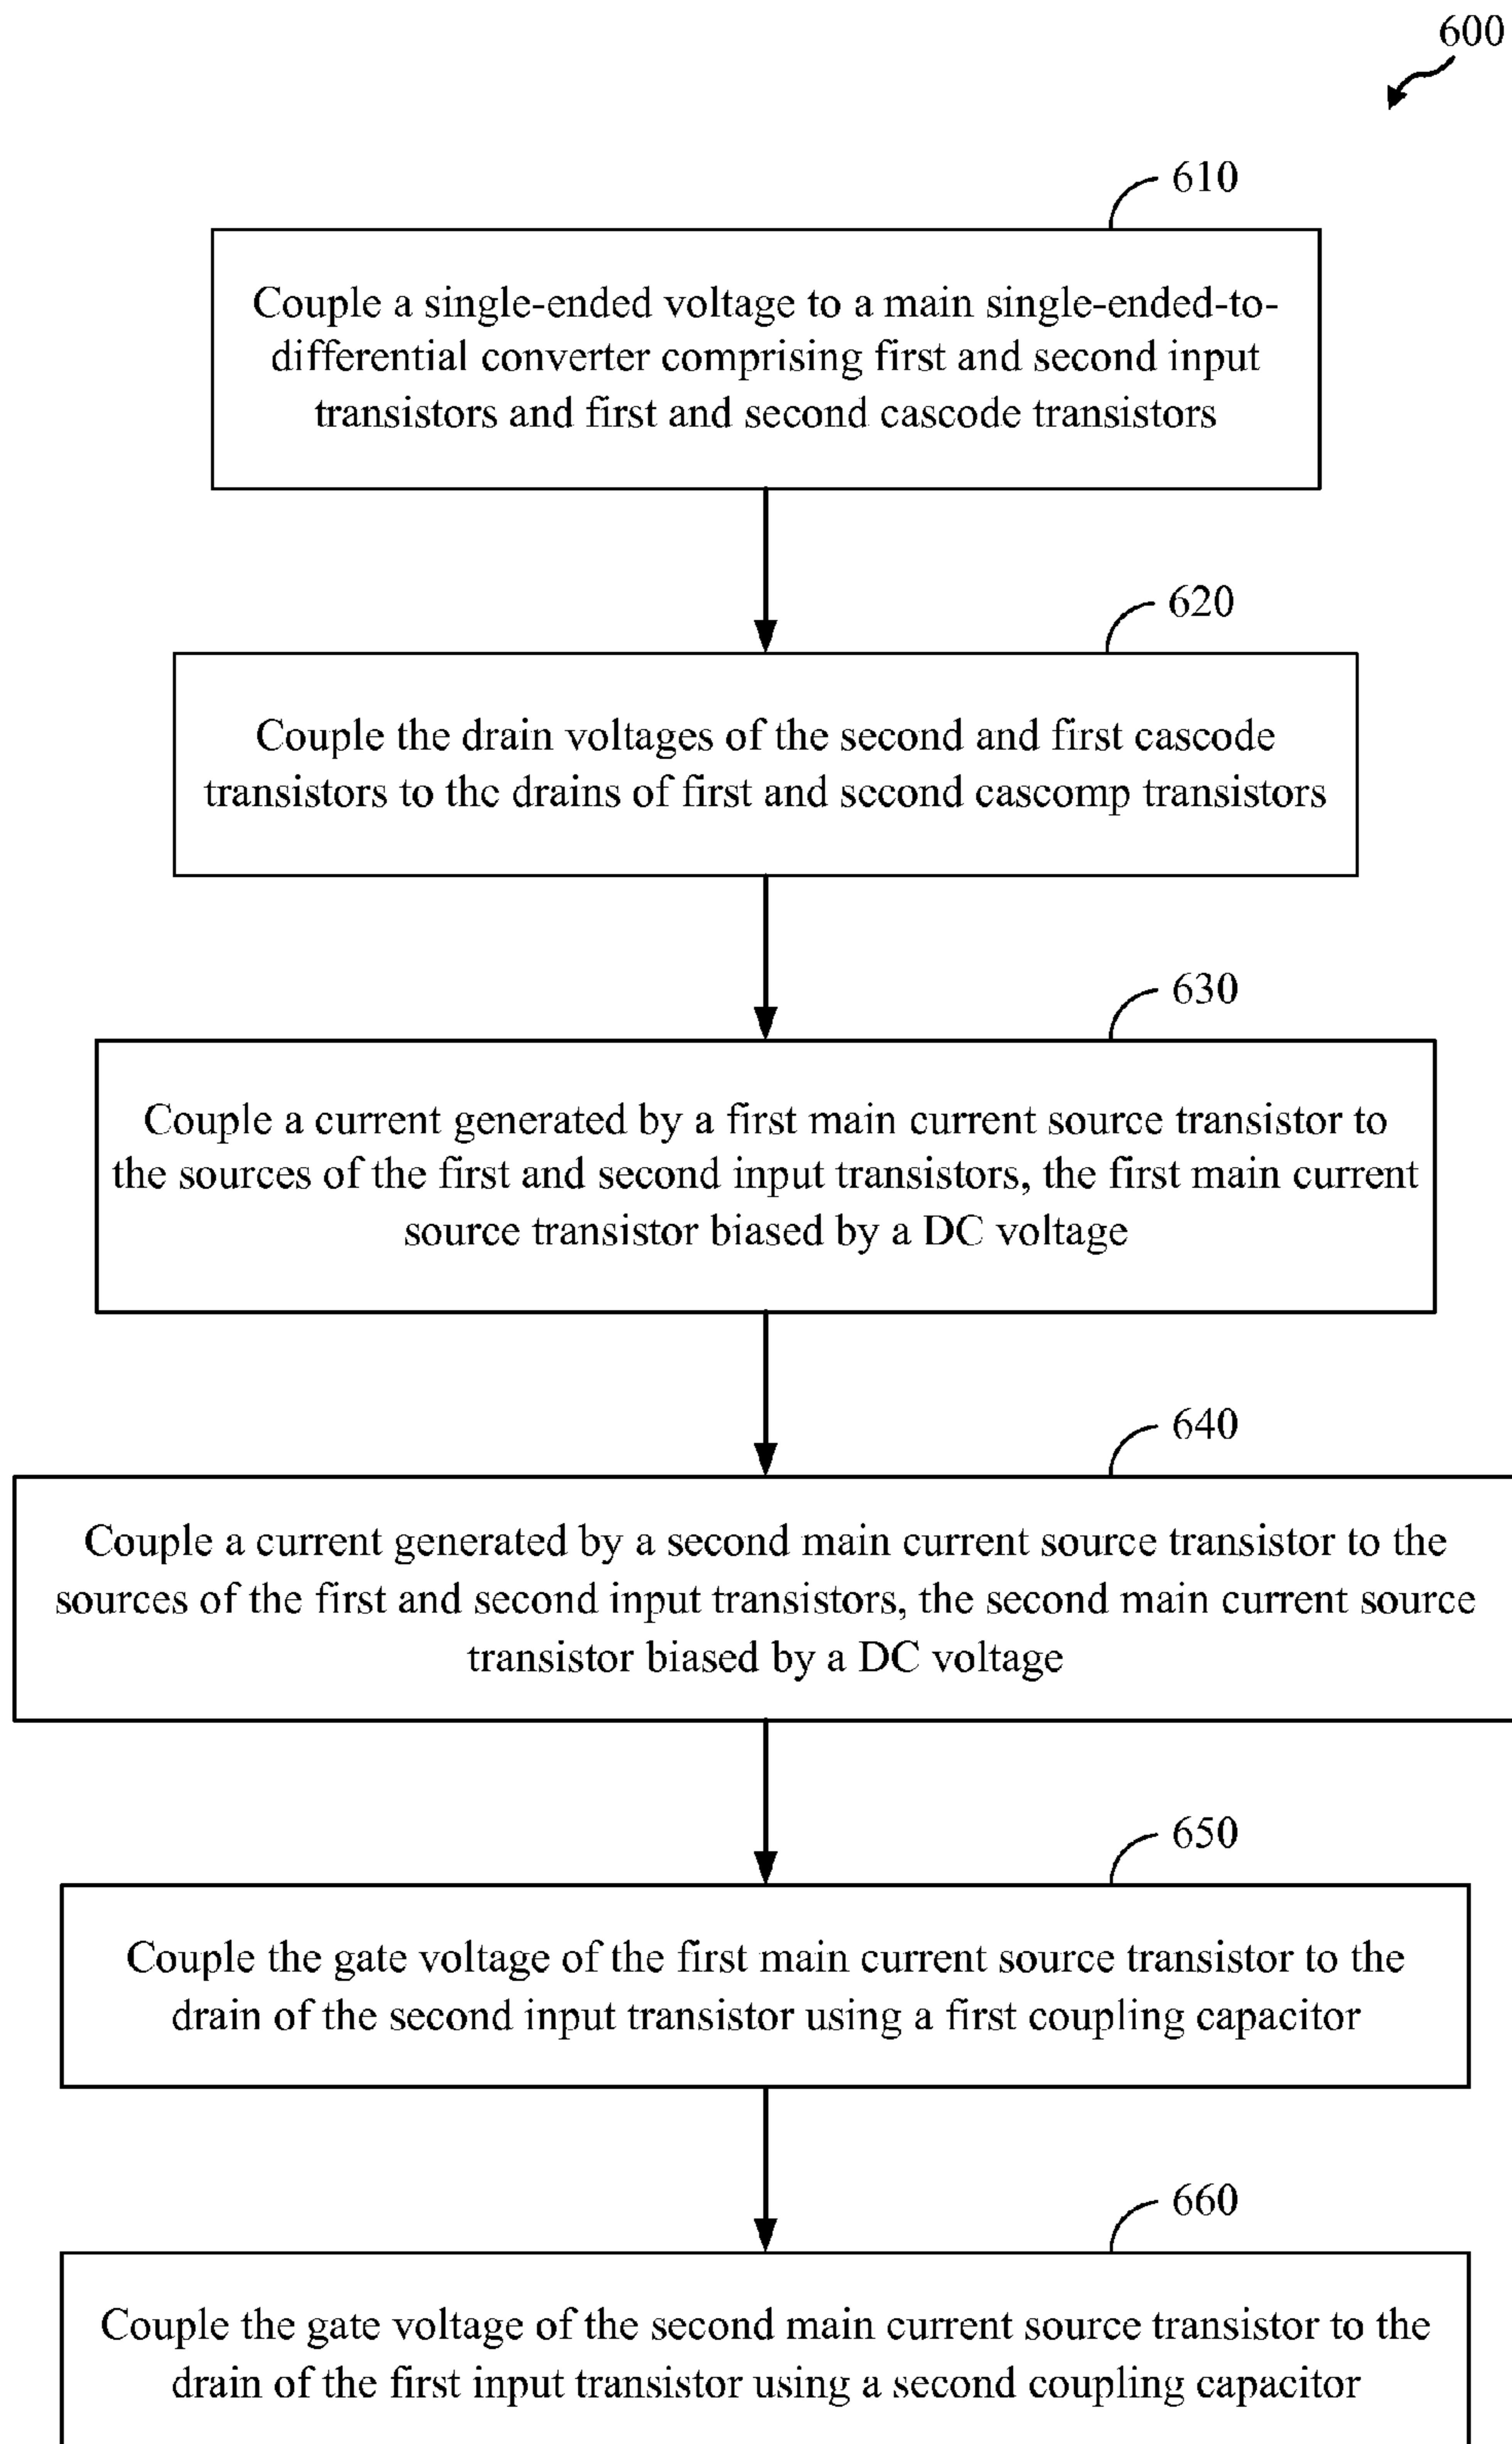 600
610
Couple a single-ended voltage to a main single-ended-to-
differential converter comprising first and second input
transistors and first and second cascode transistors
620
Couple the drain voltages of the second and first cascode
transistors to the drains of first and second cascomp transistors
630
Couple a current generated by a first main current source transistor to
the sources of the first and second input transistors, the first main current
source transistor biased by a DC voltage
640
Couple a current generated by a second main current source transistor to the
sources of the first and second input transistors, the second main current source
transistor biased by a DC voltage
650
Couple the gate voltage of the first main current source transistor to the
drain of the second input transistor using a first coupling capacitor
660
Couple the gate voltage of the second main current source transistor to the
drain of the first input transistor using a second coupling capacitor